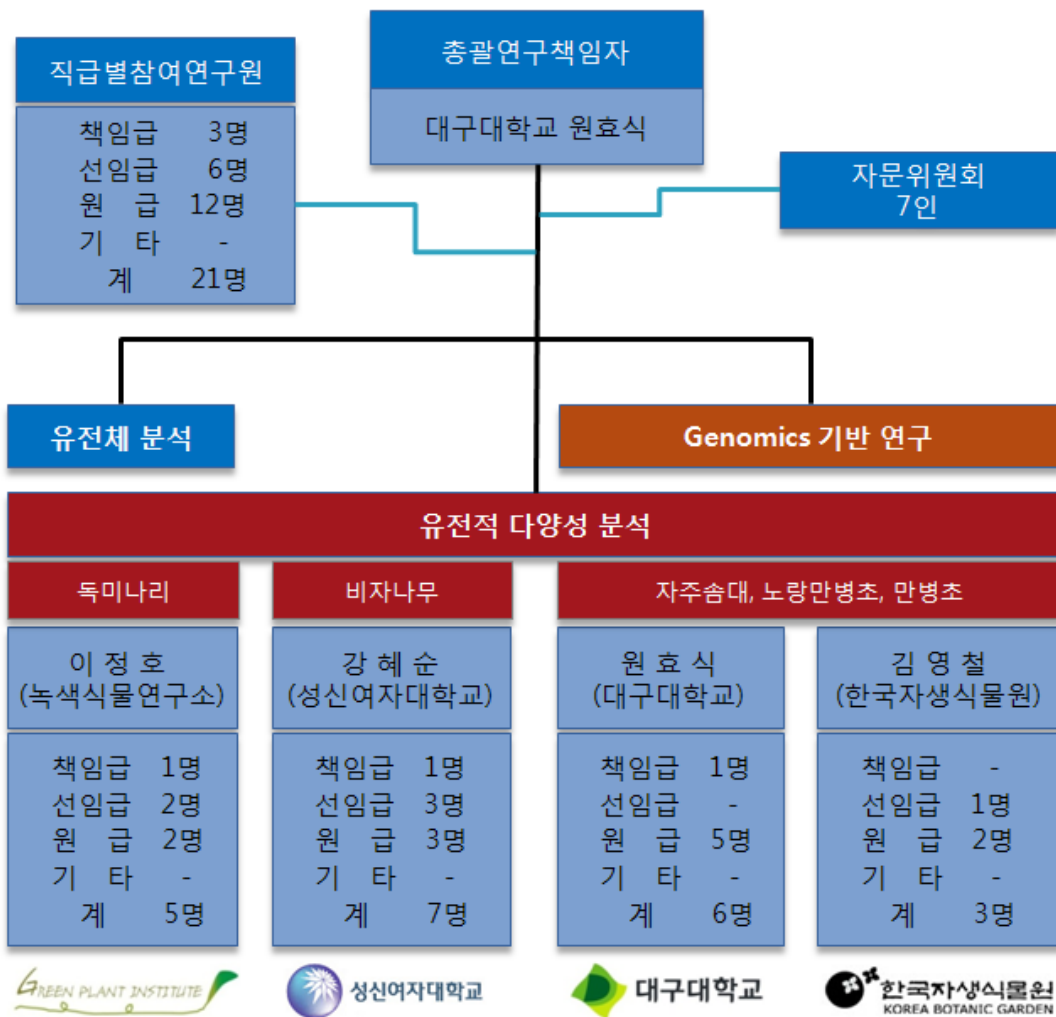 직급별참여연구원
책임급 3명
선임급 6명
원 급 12명
기 타 -
계 21명
총괄연구책임자
대구대학교 원효식
자문위원회
7인
유전체 분석
Genomics 기반 연구
유전적 다양성 분석
독미나리
비자나무
자주솜대, 노랑만병초, 만병초
이 정 호
(녹색식물연구소)
강 혜 순
(성신여자대학교)
원 효 식
(대구대학교)
김 영 철
(한국자생식물원)
책임급 1명
선임급 2명
원 급 2명
기 타 -
계 5명
책임급 1명
선임급 3명
원 급 3명
기 타 -
계 7명
책임급 1명
선임급 -
원 급 5명
기 타 -
계 6명
책임급 -
선임급 1명
원 급 2명
기 타 -
계 3명
GREEN PLANT INSTITUTE
성신여자대학교
대구대학교
한국자생식물원
KOREA BOTANIC GARDEN